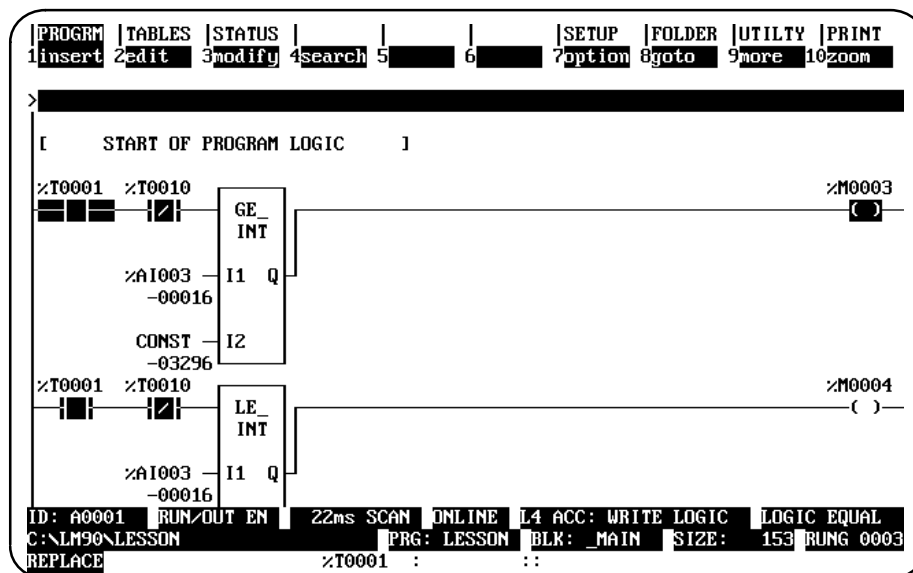 PROGRM |TABLES |STATUS | | | |SETUP |FOLDER |UTILTY |PRINT
1insert 2edit 3modify 4search 5 6 7option 8goto 9more 10zoom
>
[ START OF PROGRAM LOGIC ]
%T0001 %T0010 %M0003
GE_
INT
%AI003 I1 Q
-00016
CONST I2
-03296
%T0001 %T0010 %M0004
LE_
INT
%AI003 I1 Q
-00016
ID: A0001 RUN/OUT EN 22ms SCAN ONLINE L4 ACC: WRITE LOGIC LOGIC EQUAL
C:\LM90\LESSON PRG: LESSON BLK: _MAIN SIZE: 153 RUNG 0003
REPLACE %T0001 : ::